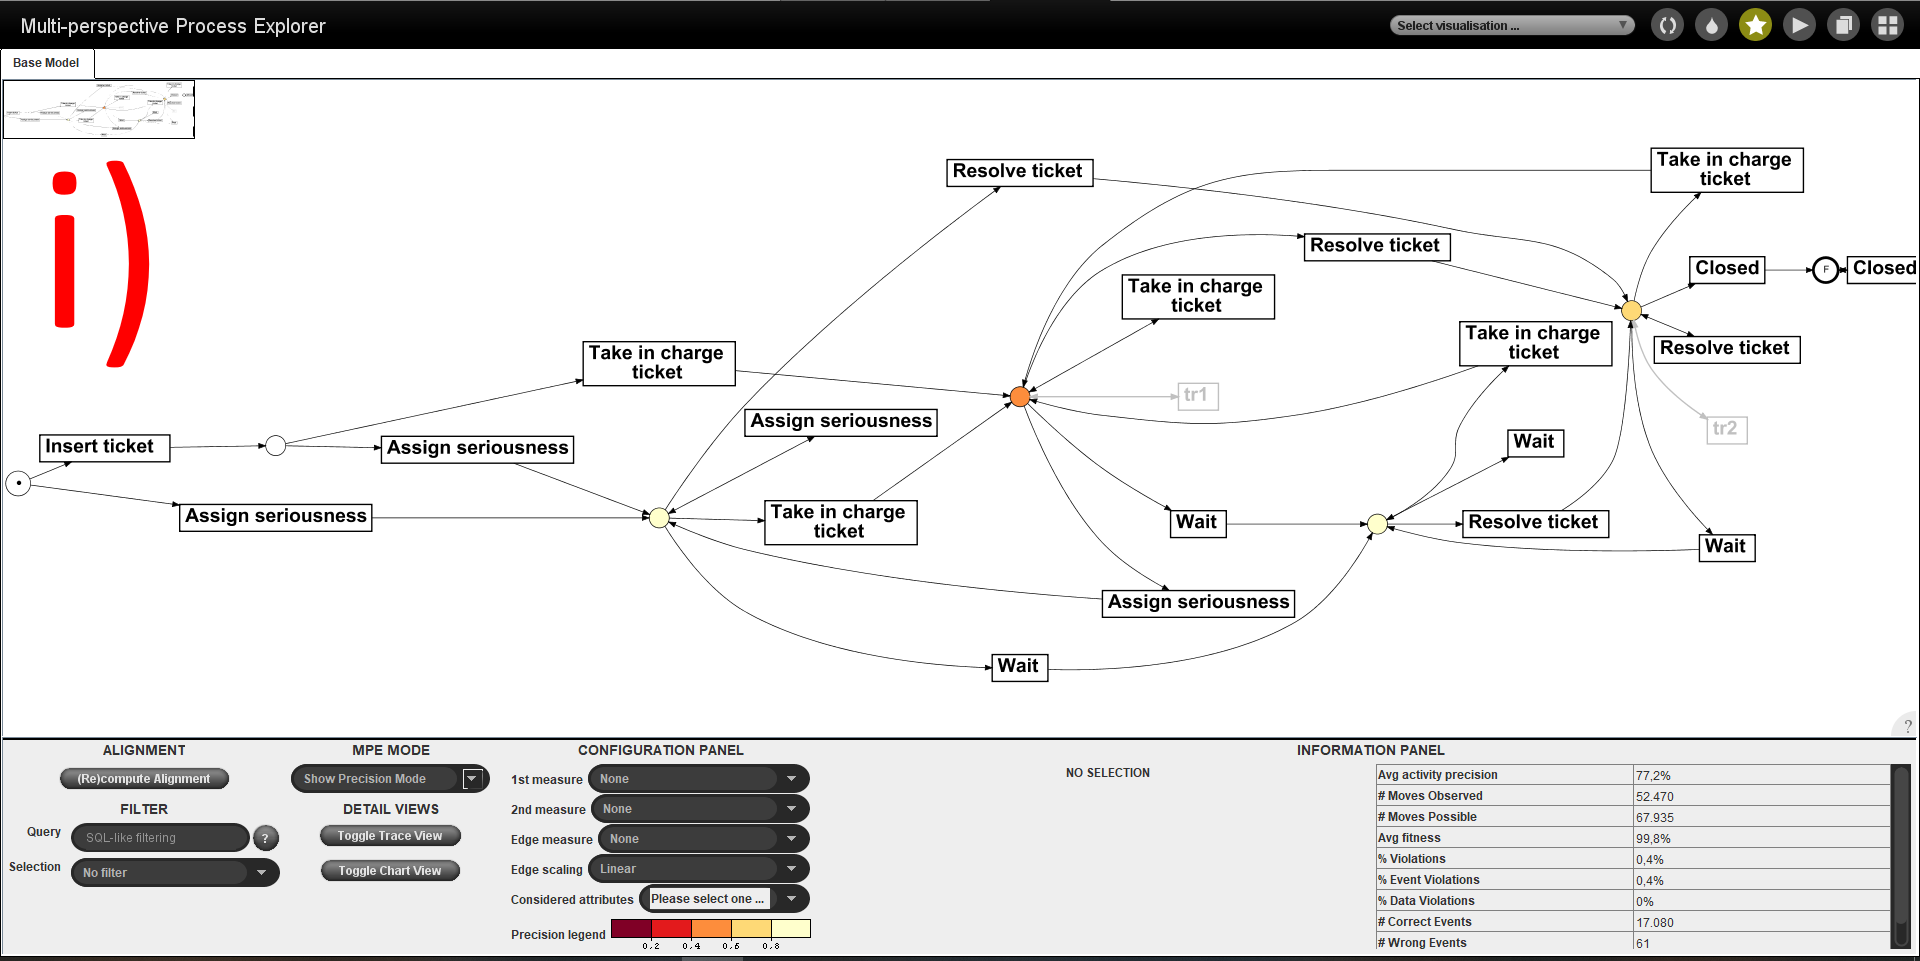 Multi-perspective Process Explorer
Select visualisation ...
Base Model
i)
Resolve ticket
Take in charge
ticket
Resolve ticket
Closed
F
Closed
Take in charge
ticket
Take in charge
ticket
Resolve ticket
Take in charge
ticket
tr1
Assign seriousness
tr2
Insert ticket
Assign seriousness
Wait
Assign seriousness
Take in charge
ticket
Wait
Resolve ticket
Wait
Assign seriousness
Wait
?
ALIGNMENT
(Re)compute Alignment
FILTER
Query
SQL-like filtering
?
Selection
No filter
MPE MODE
Show Precision Mode
DETAIL VIEWS
Toggle Trace View
Toggle Chart View
CONFIGURATION PANEL
1st measure
None
2nd measure
None
Edge measure
None
Edge scaling
Linear
Considered attributes
Please select one ...
Precision legend
0,2 0,4 0,6 0,8
NO SELECTION
INFORMATION PANEL
Avg activity precision 77,2%
# Moves Observed 52.470
# Moves Possible 67.935
Avg fitness 99,8%
% Violations 0,4%
% Event Violations 0,4%
% Data Violations 0%
# Correct Events 17.080
# Wrong Events 61